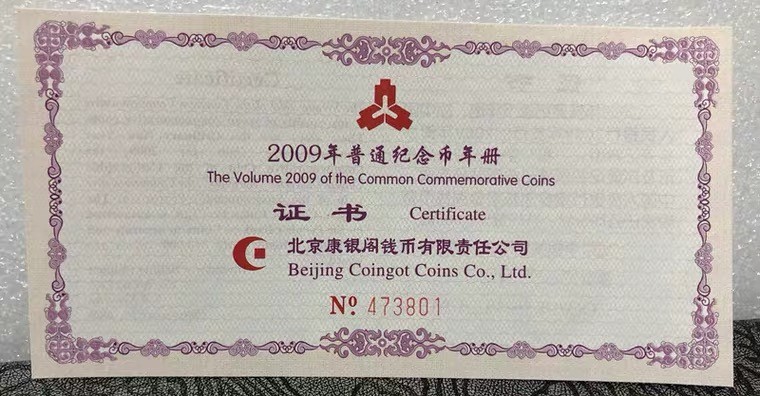 2009年普通纪念币年册
The Volume 2009 of the Common Commemorative Coins
证书 Certificate
北京康银阁钱币有限责任公司
Beijing Coingot Coins Co., Ltd.
Nº 473801